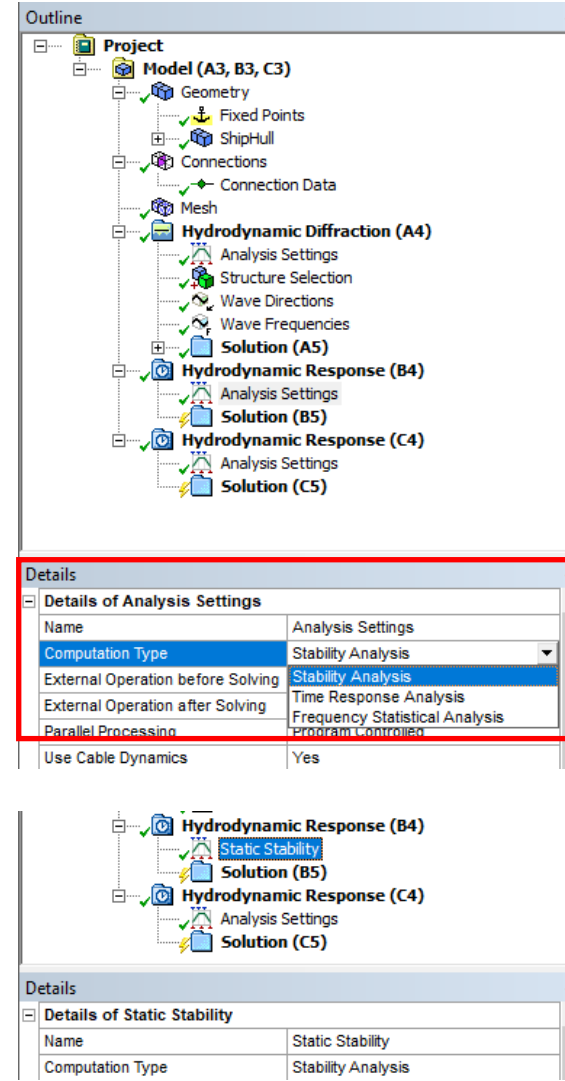 Outline
Project
Model (A3, B3, C3)
Geometry
Fixed Points
ShipHull
Connections
Connection Data
Mesh
Hydrodynamic Diffraction (A4)
Analysis Settings
Structure Selection
Wave Directions
Wave Frequencies
Solution (A5)
Hydrodynamic Response (B4)
Analysis Settings
Solution (B5)
Hydrodynamic Response (C4)
Analysis Settings
Solution (C5)
Details
Details of Analysis Settings
Name Analysis Settings
Computation Type Stability Analysis
External Operation before Solving Stability Analysis
External Operation after Solving Time Response Analysis
Frequency Statistical Analysis
Parallel Processing Program Controlled
Use Cable Dynamics Yes
Hydrodynamic Response (B4)
Static Stability
Solution (B5)
Hydrodynamic Response (C4)
Analysis Settings
Solution (C5)
Details
Details of Static Stability
Name Static Stability
Computation Type Stability Analysis